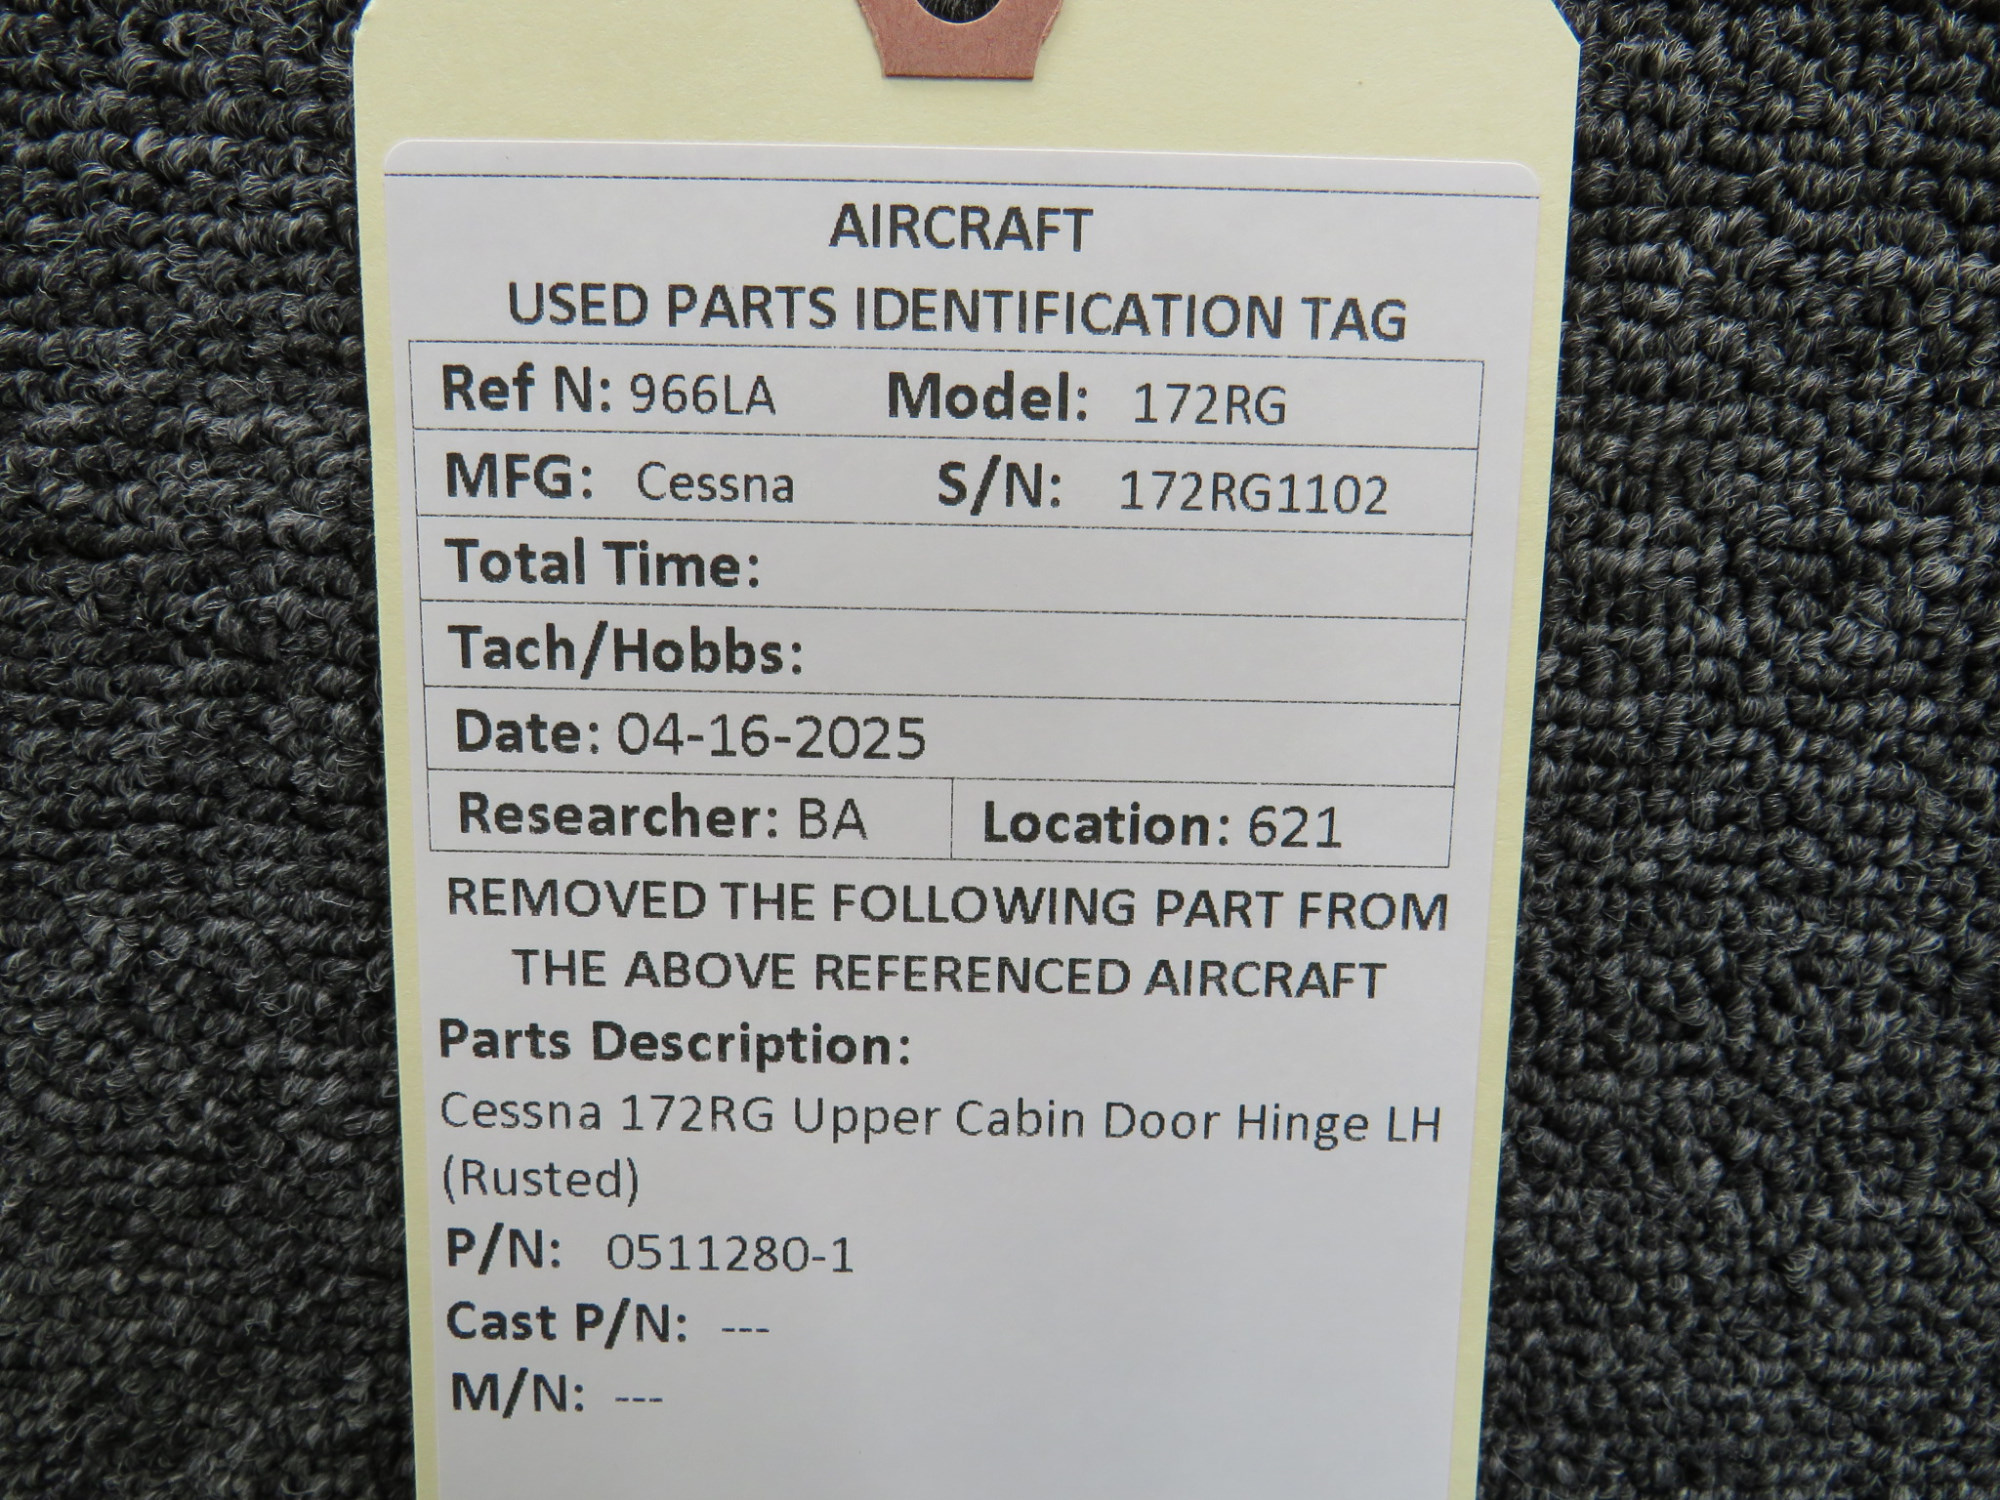 AIRCRAFT
USED PARTS IDENTIFICATION TAG
Ref N: 966LA Model: 172RG
MFG: Cessna S/N: 172RG1102
Total Time:
Tach/Hobbs:
Date: 04-16-2025
Researcher: BA Location: 621
REMOVED THE FOLLOWING PART FROM
THE ABOVE REFERENCED AIRCRAFT
Parts Description:
Cessna 172RG Upper Cabin Door Hinge LH
(Rusted)
P/N: 0511280-1
Cast P/N: ---
M/N: ---